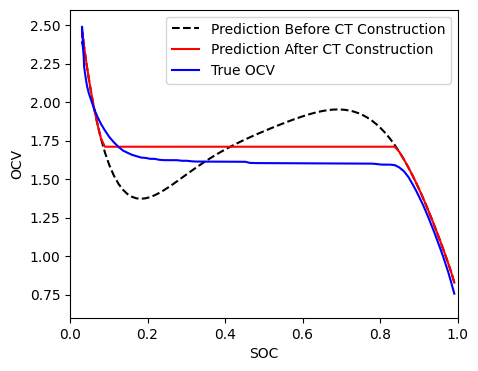 Prediction Before CT Construction
Prediction After CT Construction
True OCV
2.50
2.25
2.00
1.75
1.50
1.25
1.00
0.75
OCV
0.0 0.2 0.4 0.6 0.8 1.0
SOC